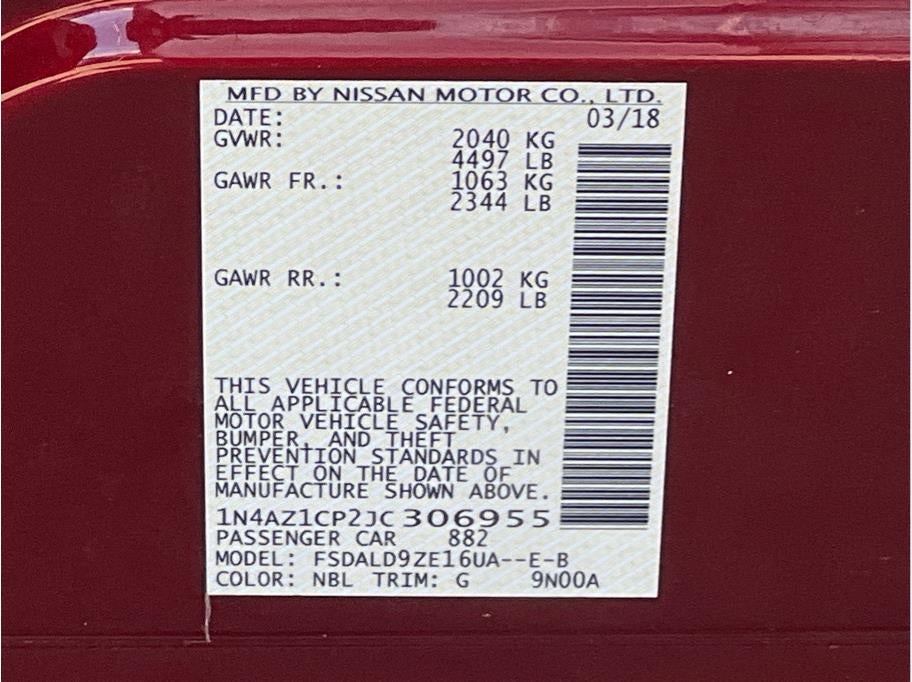 MFD BY NISSAN MOTOR CO., LTD.
DATE: 03/18
GVWR: 2040 KG
4497 LB
GAWR FR.: 1063 KG
2344 LB
GAWR RR.: 1002 KG
2209 LB
THIS VEHICLE CONFORMS TO
ALL APPLICABLE FEDERAL
MOTOR VEHICLE SAFETY,
BUMPER, AND THEFT
PREVENTION STANDARDS IN
EFFECT ON THE DATE OF
MANUFACTURE SHOWN ABOVE.
1N4AZ1CP2JC306955
PASSENGER CAR 882
MODEL: FSDALD9ZE16UA--E-B
COLOR: NBL TRIM: G 9N00A